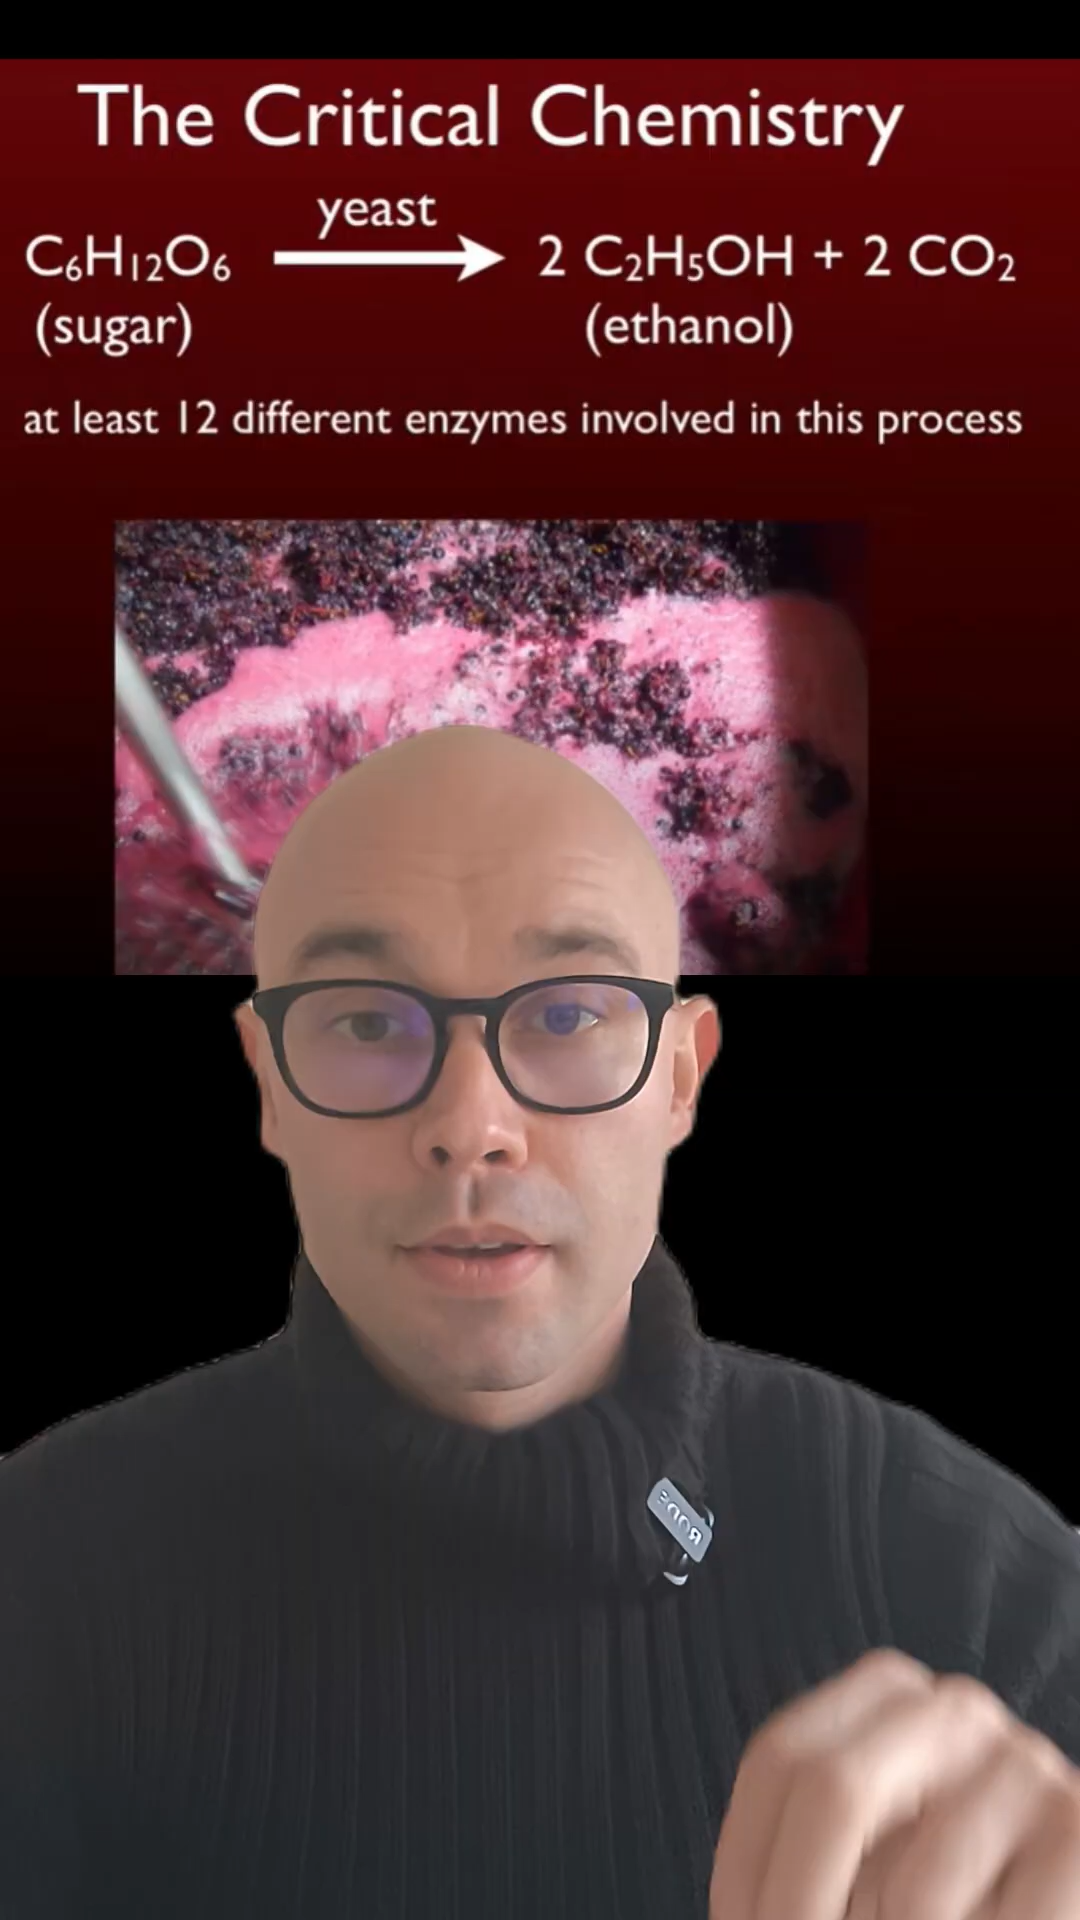 The Critical Chemistry
yeast
C₆H₁₂O₆ → 2 C₂H₅OH + 2 CO₂
(sugar) (ethanol)
at least 12 different enzymes involved in this process
RODE